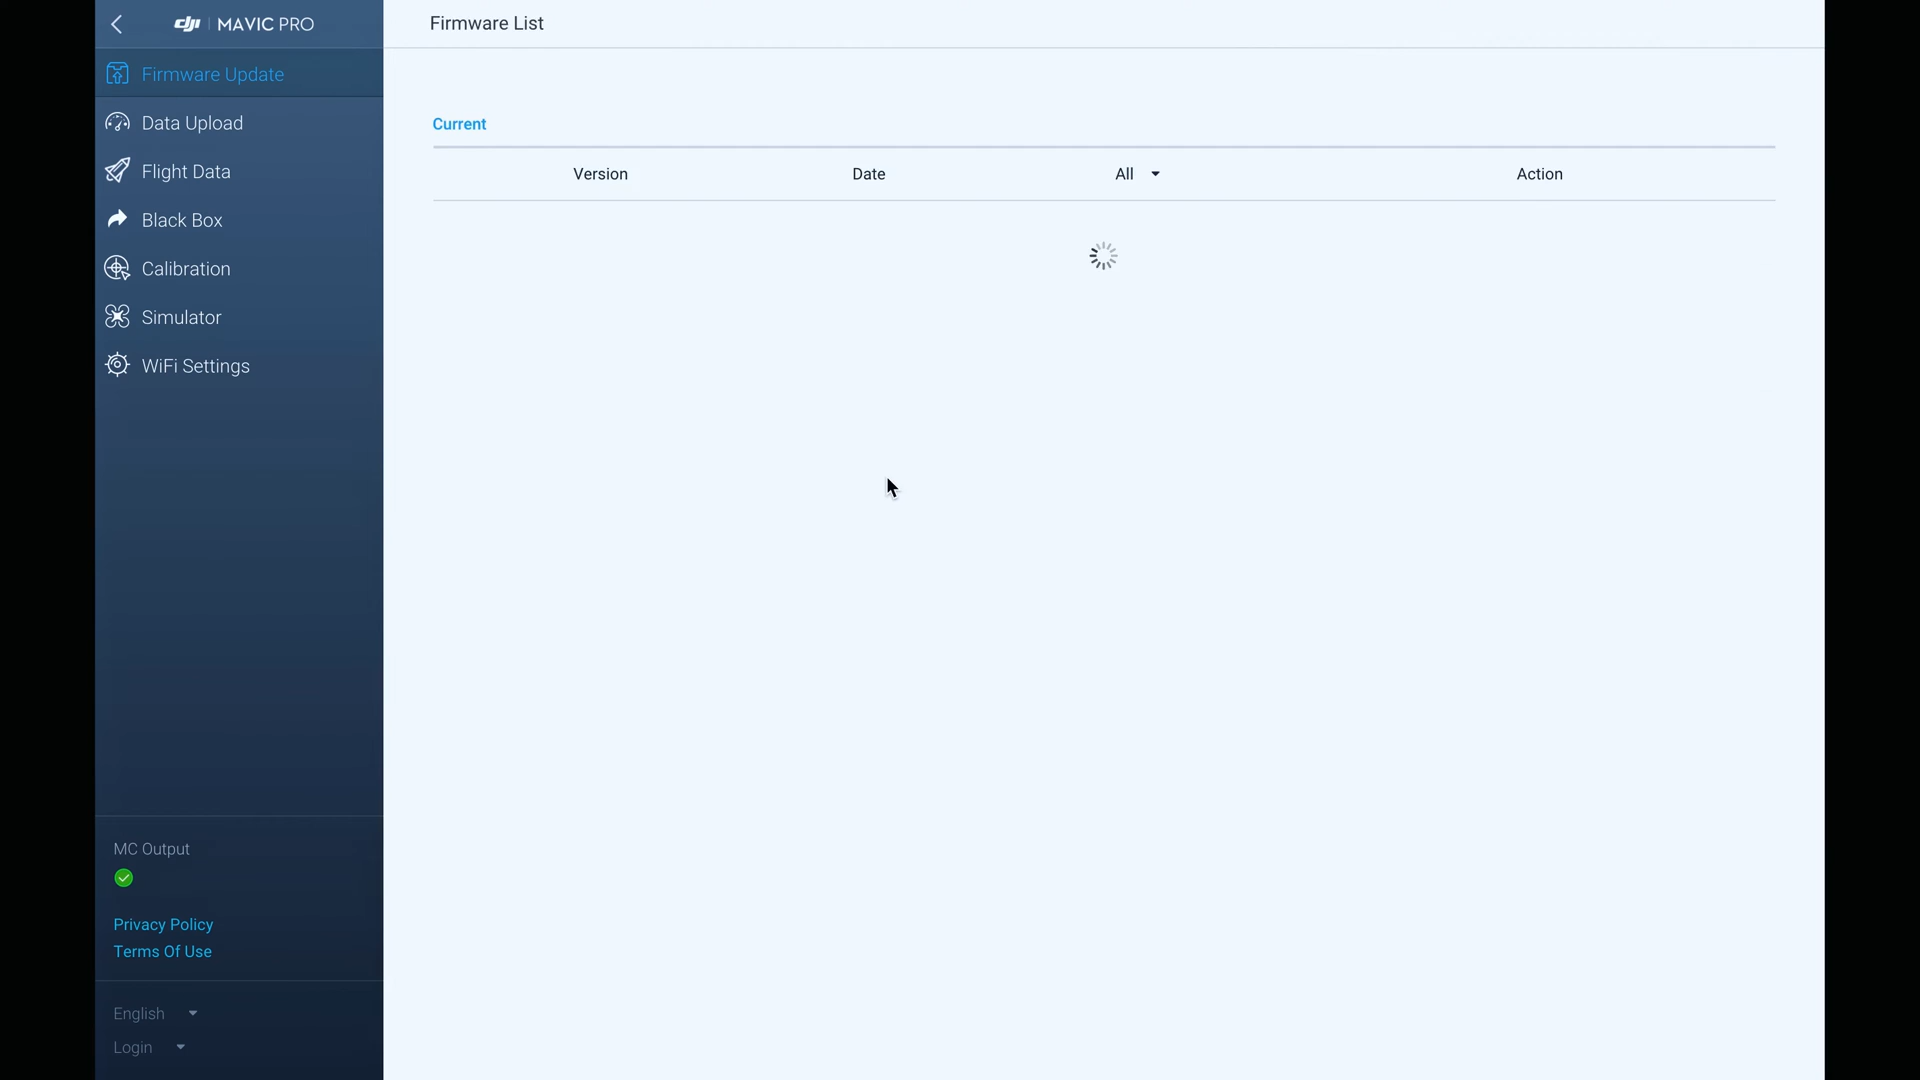 dji | MAVIC PRO
Firmware Update
Data Upload
Flight Data
Black Box
Calibration
Simulator
WiFi Settings
MC Output
Privacy Policy
Terms Of Use
English
Login
Firmware List
Current
Version Date All Action